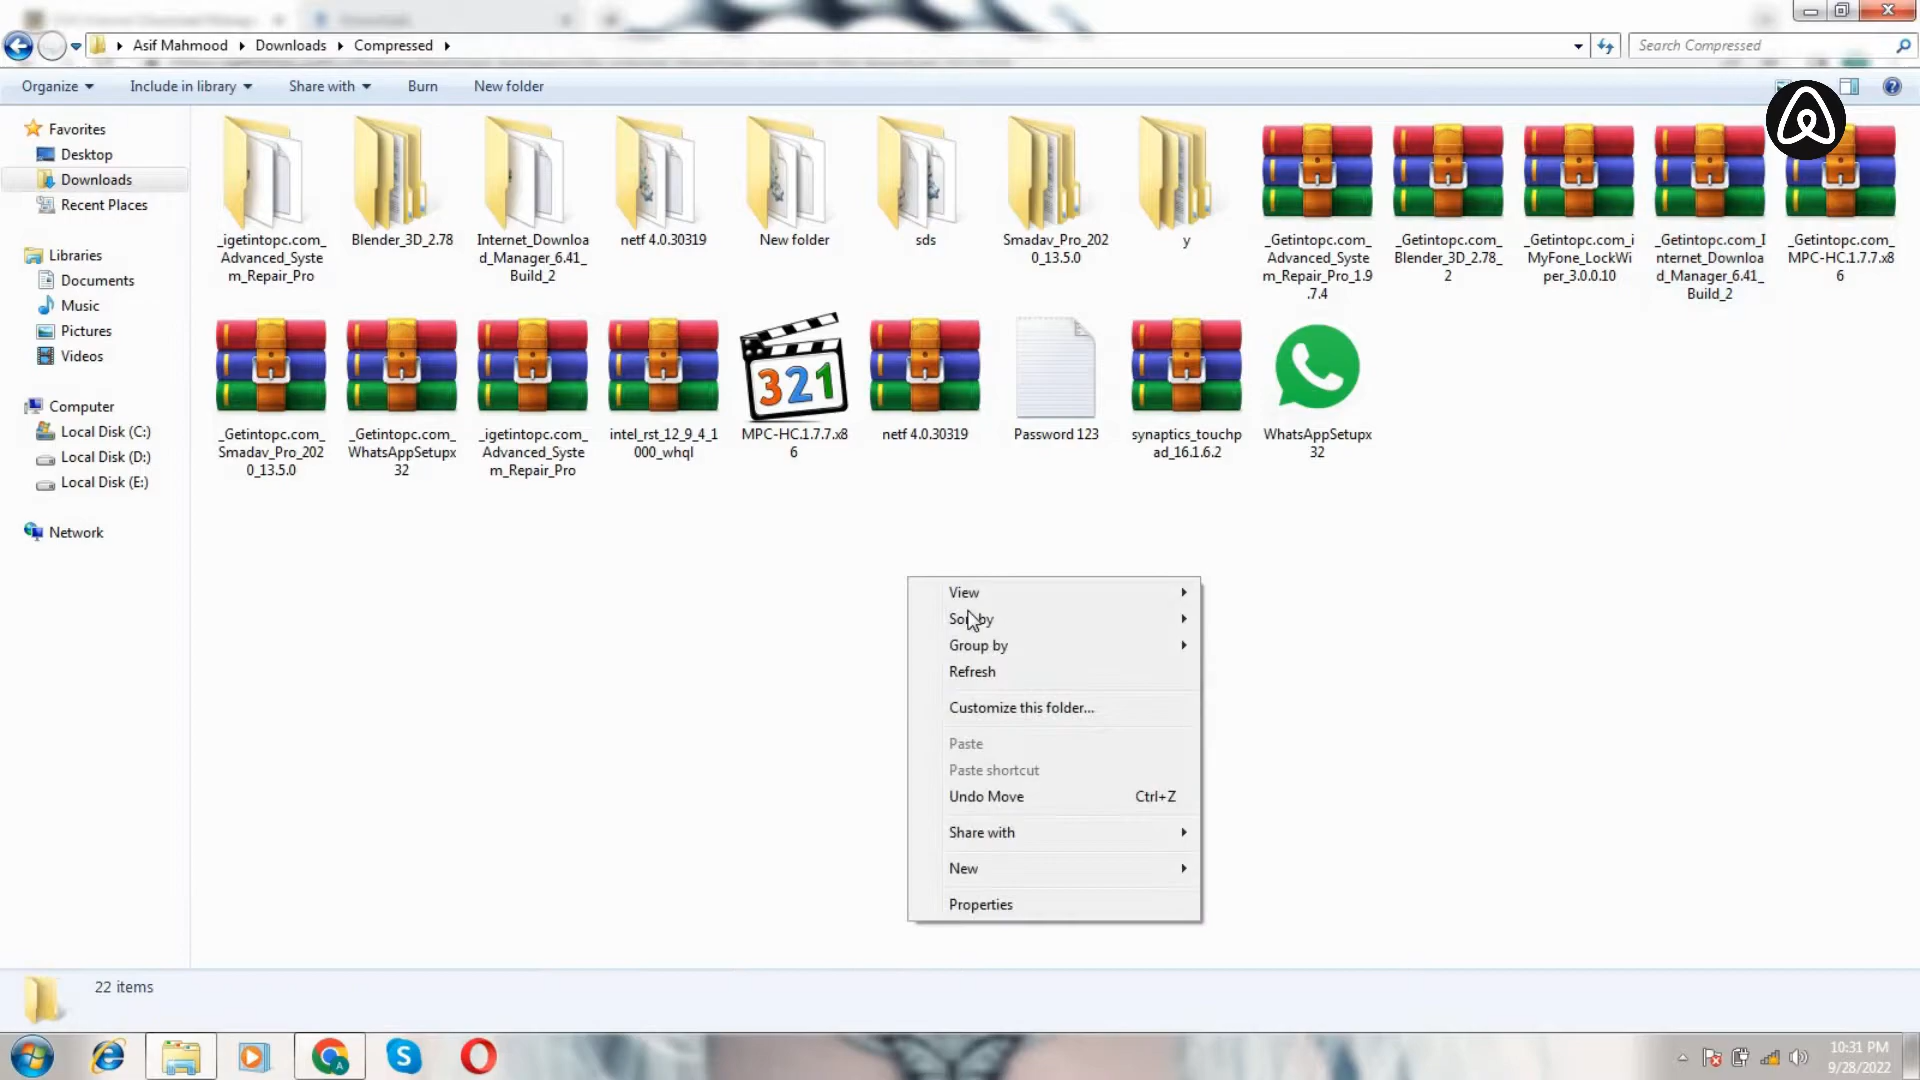 Asif Mahmood Downloads Compressed
Search Compressed
Organize Include in library Share with Burn New folder
Favorites
Desktop
Downloads
Recent Places
Libraries
Documents
Music
Pictures
Videos
Computer
Local Disk (C:)
Local Disk (D:)
Local Disk (E:)
Network
_igetintopc.com_
Advanced_Syste
m_Repair_Pro
Blender_3D_2.78
Internet_Downloa
d_Manager_6.41_
Build_2
netf 4.0.30319
New folder
sds
Smadav_Pro_202
0_13.5.0
y
_Getintopc.com_
Advanced_Syste
m_Repair_Pro_1.9
.7.4
_Getintopc.com_
Blender_3D_2.78_
2
_Getintopc.com_i
MyFone_LockWi
per_3.0.0.10
_Getintopc.com_I
nternet_Downloa
d_Manager_6.41_
Build_2
_Getintopc.com_
MPC-HC.1.7.7.x8
6
_Getintopc.com_
Smadav_Pro_202
0_13.5.0
_Getintopc.com_
WhatsAppSetupx
32
_igetintopc.com_
Advanced_Syste
m_Repair_Pro
intel_rst_12_9_4_1
000_whql
321
MPC-HC.1.7.7.x8
6
netf 4.0.30319
Password 123
synaptics_touchp
ad_16.1.6.2
WhatsAppSetupx
32
View
Sort by
Group by
Refresh
Customize this folder...
Paste
Paste shortcut
Undo Move Ctrl+Z
Share with
New
Properties
22 items
10:31 PM
9/28/2022